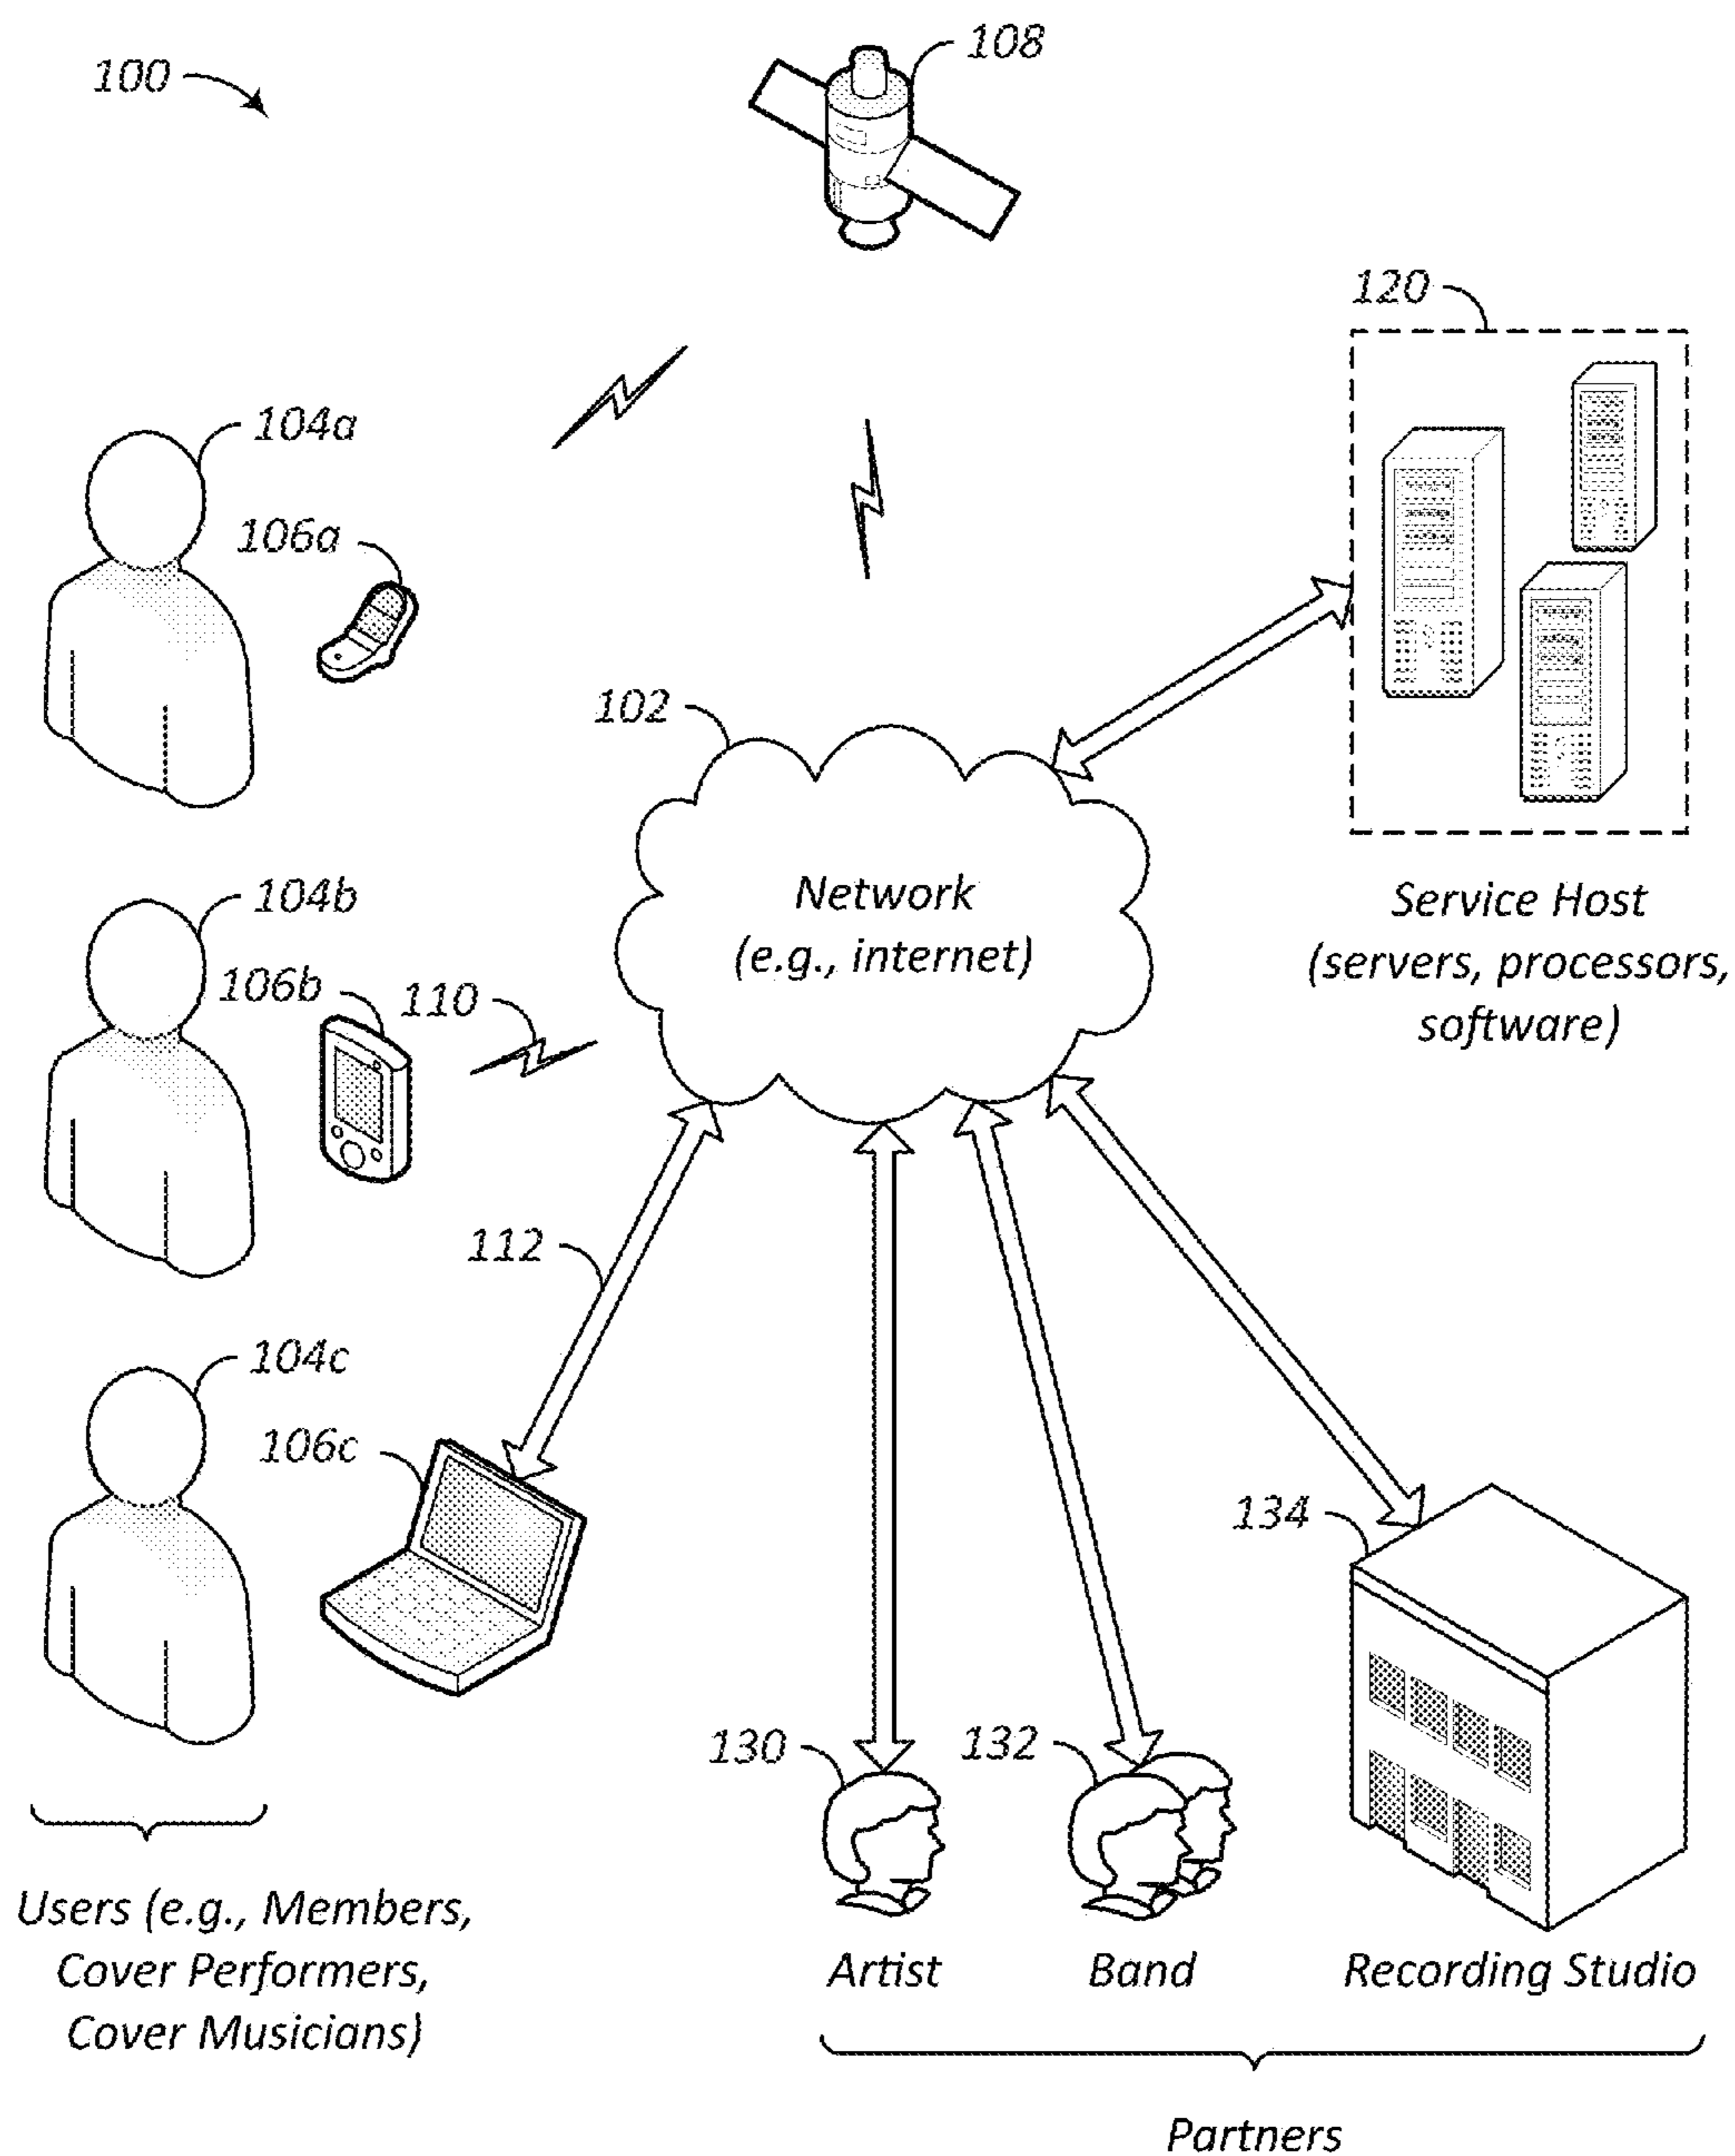 100
108
120
104a
106a
102
Network
(e.g., internet)
104b
106b
110
Service Host
(servers, processors,
software)
112
104c
106c
134
130
132
Users (e.g., Members,
Cover Performers,
Cover Musicians)
Artist
Band
Recording Studio
Partners